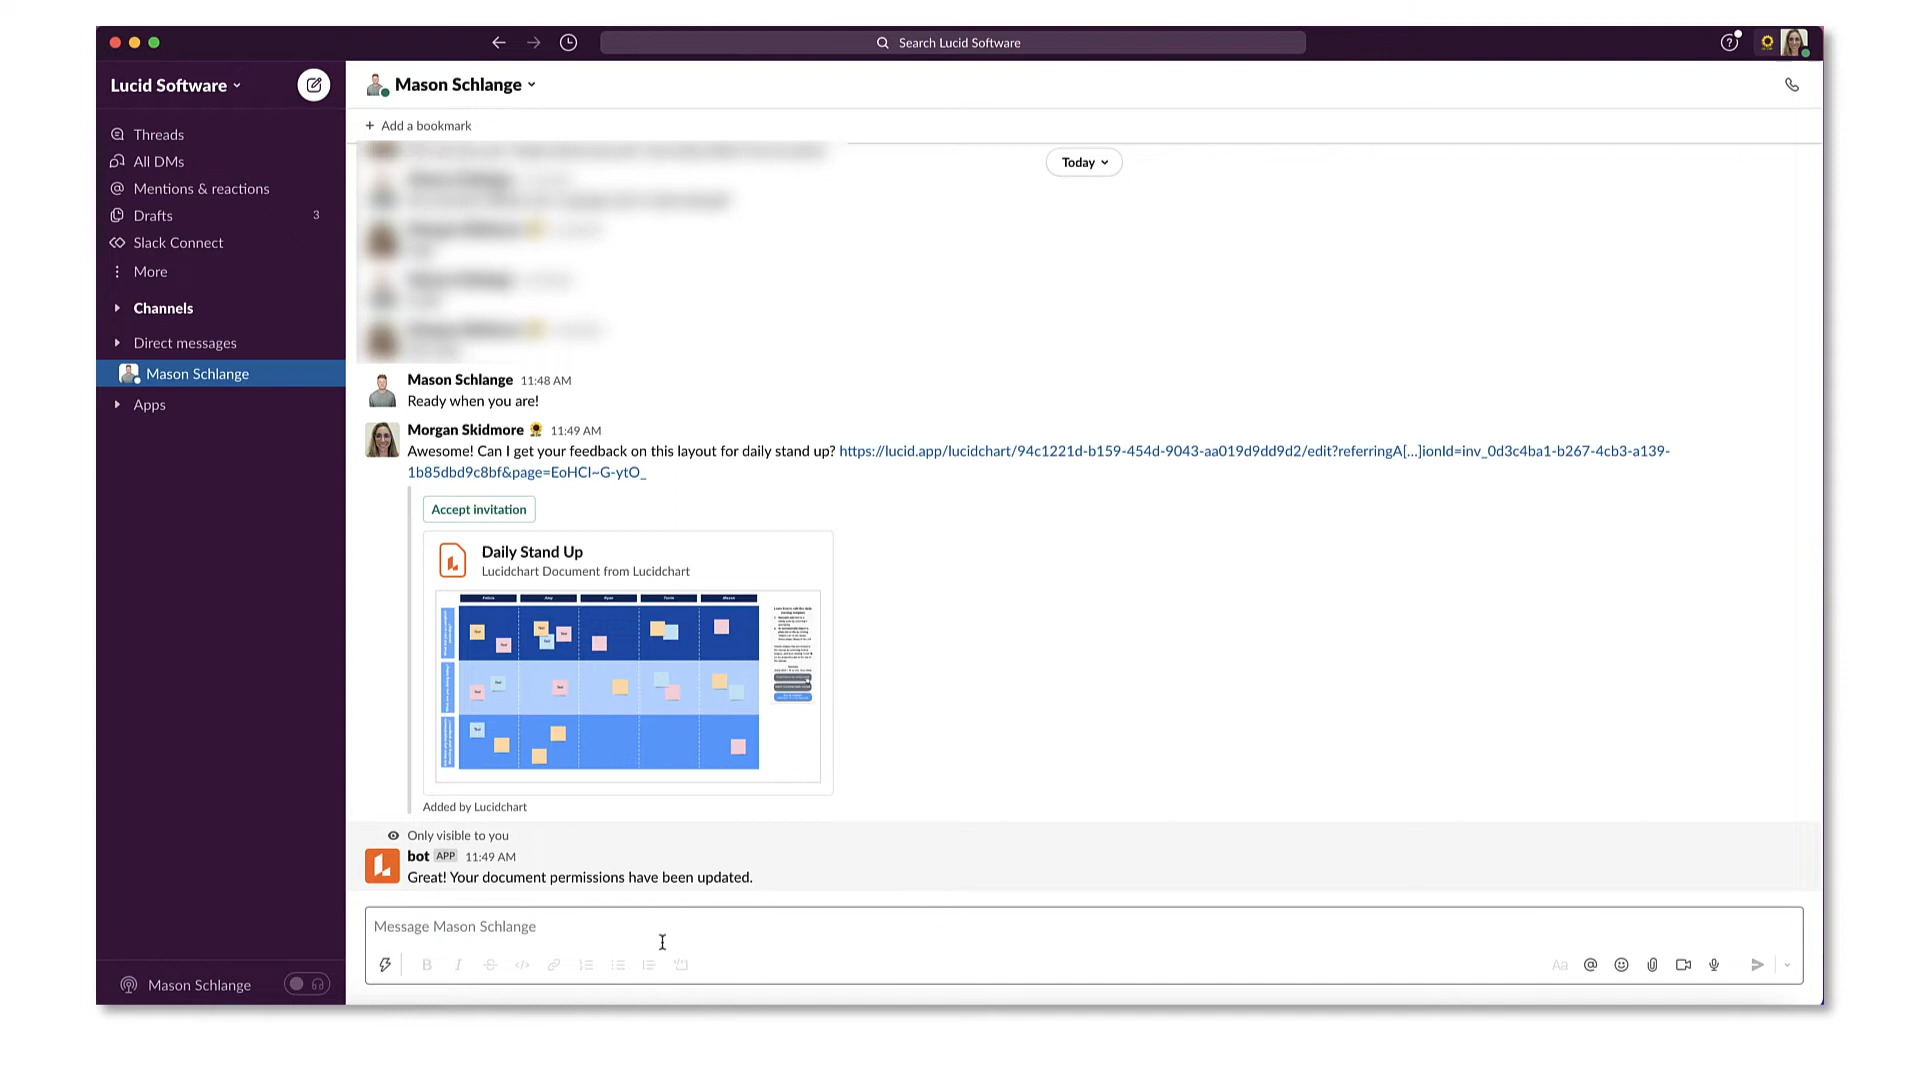 Search Lucid Software
Lucid Software
Mason Schlange
Add a bookmark
Threads
All DMs
Mentions & reactions
Drafts 3
Slack Connect
More
Channels
Direct messages
Mason Schlange
Apps
Today
Mason Schlange 11:48 AM
Ready when you are!
Morgan Skidmore 11:49 AM
Awesome! Can I get your feedback on this layout for daily stand up? https://lucid.app/lucidchart/94c1221d-b159-454d-9043-aa019d9dd9d2/edit?referringA[...]ionId=inv_0d3c4ba1-b267-4cb3-a139-
1b85dbd9c8bf&page=EoHCI~G-ytO_
Accept invitation
Daily Stand Up
Lucidchart Document from Lucidchart
Added by Lucidchart
Only visible to you
bot APP 11:49 AM
Great! Your document permissions have been updated.
Message Mason Schlange
Aa
Mason Schlange